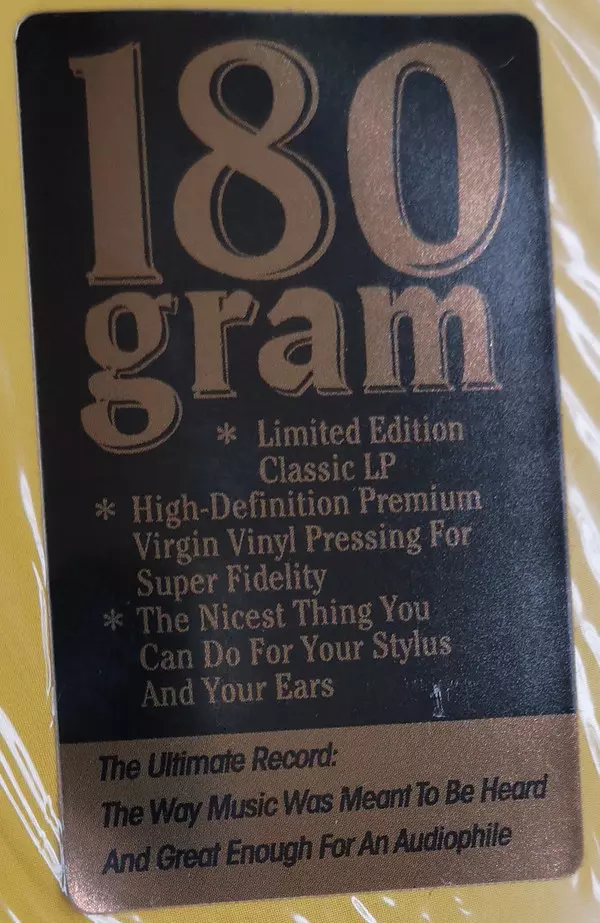 180
gram
* Limited Edition
Classic LP
* High-Definition Premium
Virgin Vinyl Pressing For
Super Fidelity
* The Nicest Thing You
Can Do For Your Stylus
And Your Ears
The Ultimate Record:
The Way Music Was Meant To Be Heard
And Great Enough For An Audiophile